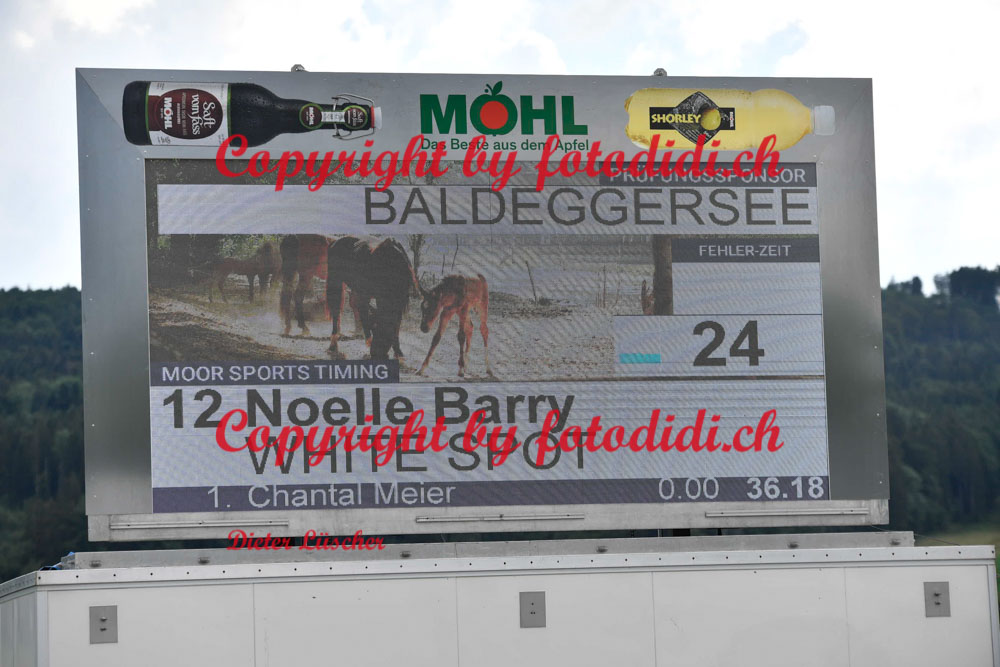 Saft vom Fass
MÖHL
MÖHL
Das Beste aus dem Apfel
SHORLEY
Copyright by fotodidi.ch
PRÜFUNGSSPONSOR
BALDEGGERSEE
FEHLER-ZEIT
24
MOOR SPORTS TIMING
12 Noelle Barry
Copyright by fotodidi.ch
WHITE SPOT
1. Chantal Meier 0.00 36.18
Dieter Lüscher